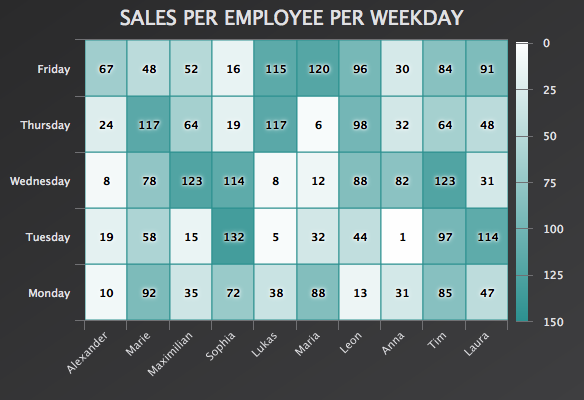 SALES PER EMPLOYEE PER WEEKDAY
Friday 67 48 52 16 115 120 96 30 84 91
Thursday 24 117 64 19 117 6 98 32 64 48
Wednesday 8 78 123 114 8 12 88 82 123 31
Tuesday 19 58 15 132 5 32 44 1 97 114
Monday 10 92 35 72 38 88 13 31 85 47
Alexander Marie Maximilian Sophia Lukas Maria Leon Anna Tim Laura
0
25
50
75
100
125
150